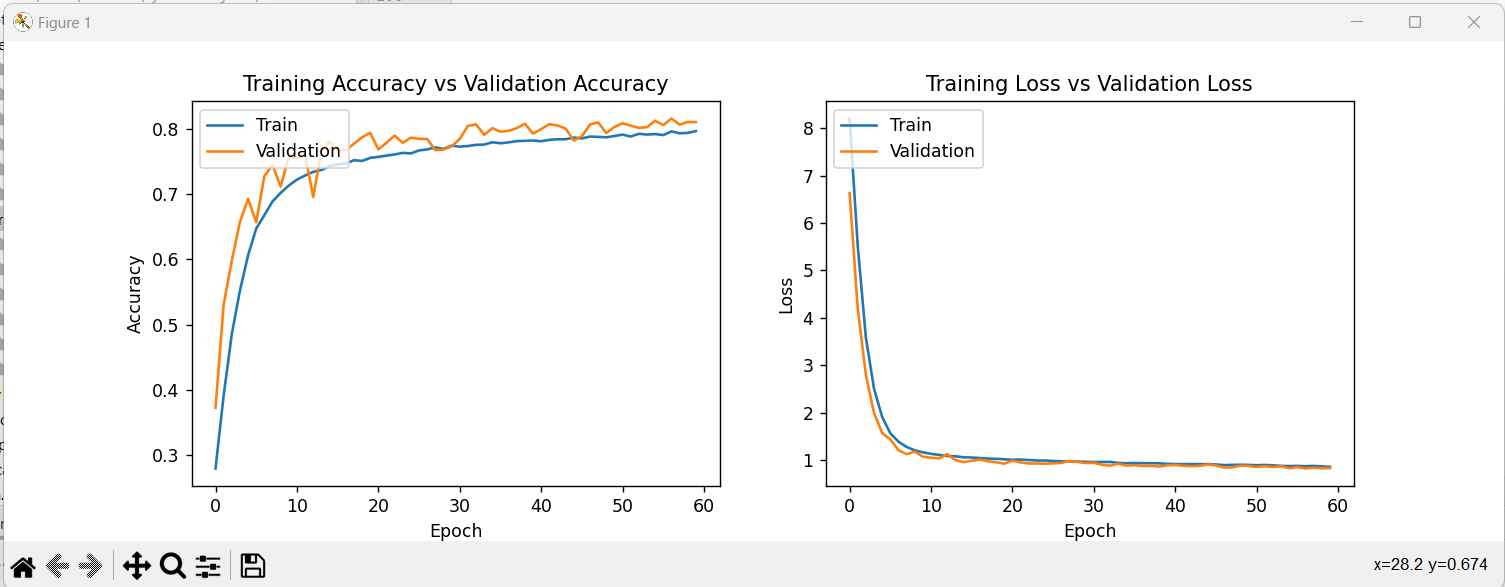 Figure 1
Training Accuracy vs Validation Accuracy
Train
Validation
0.8
0.7
0.6
0.5
0.4
0.3
Accuracy
0 10 20 30 40 50 60
Epoch
Training Loss vs Validation Loss
Train
Validation
8
7
6
5
4
3
2
1
Loss
0 10 20 30 40 50 60
Epoch
x=28.2 y=0.674